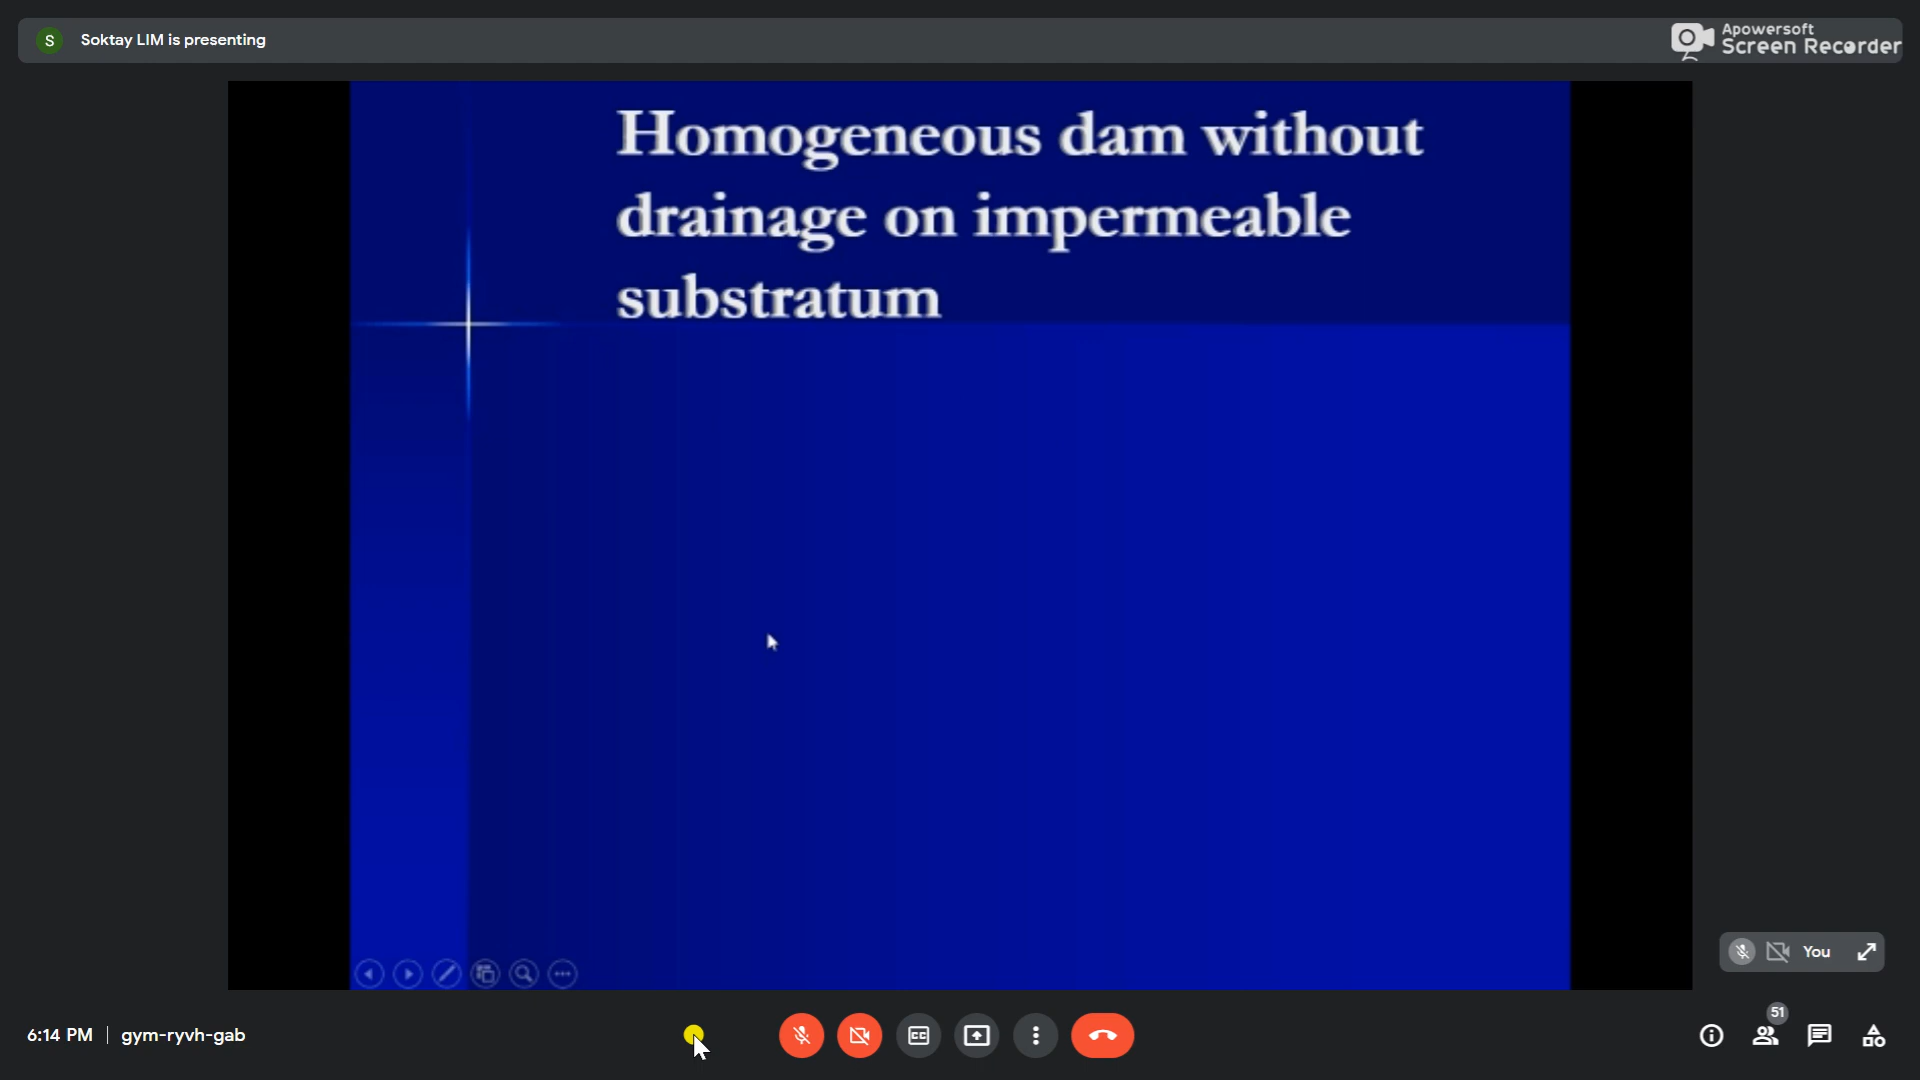 S Soktay LIM is presenting
Apowersoft
Screen Recorder
Homogeneous dam without
drainage on impermeable
substratum
You
51
6:14 PM | gym-ryvh-gab
CC